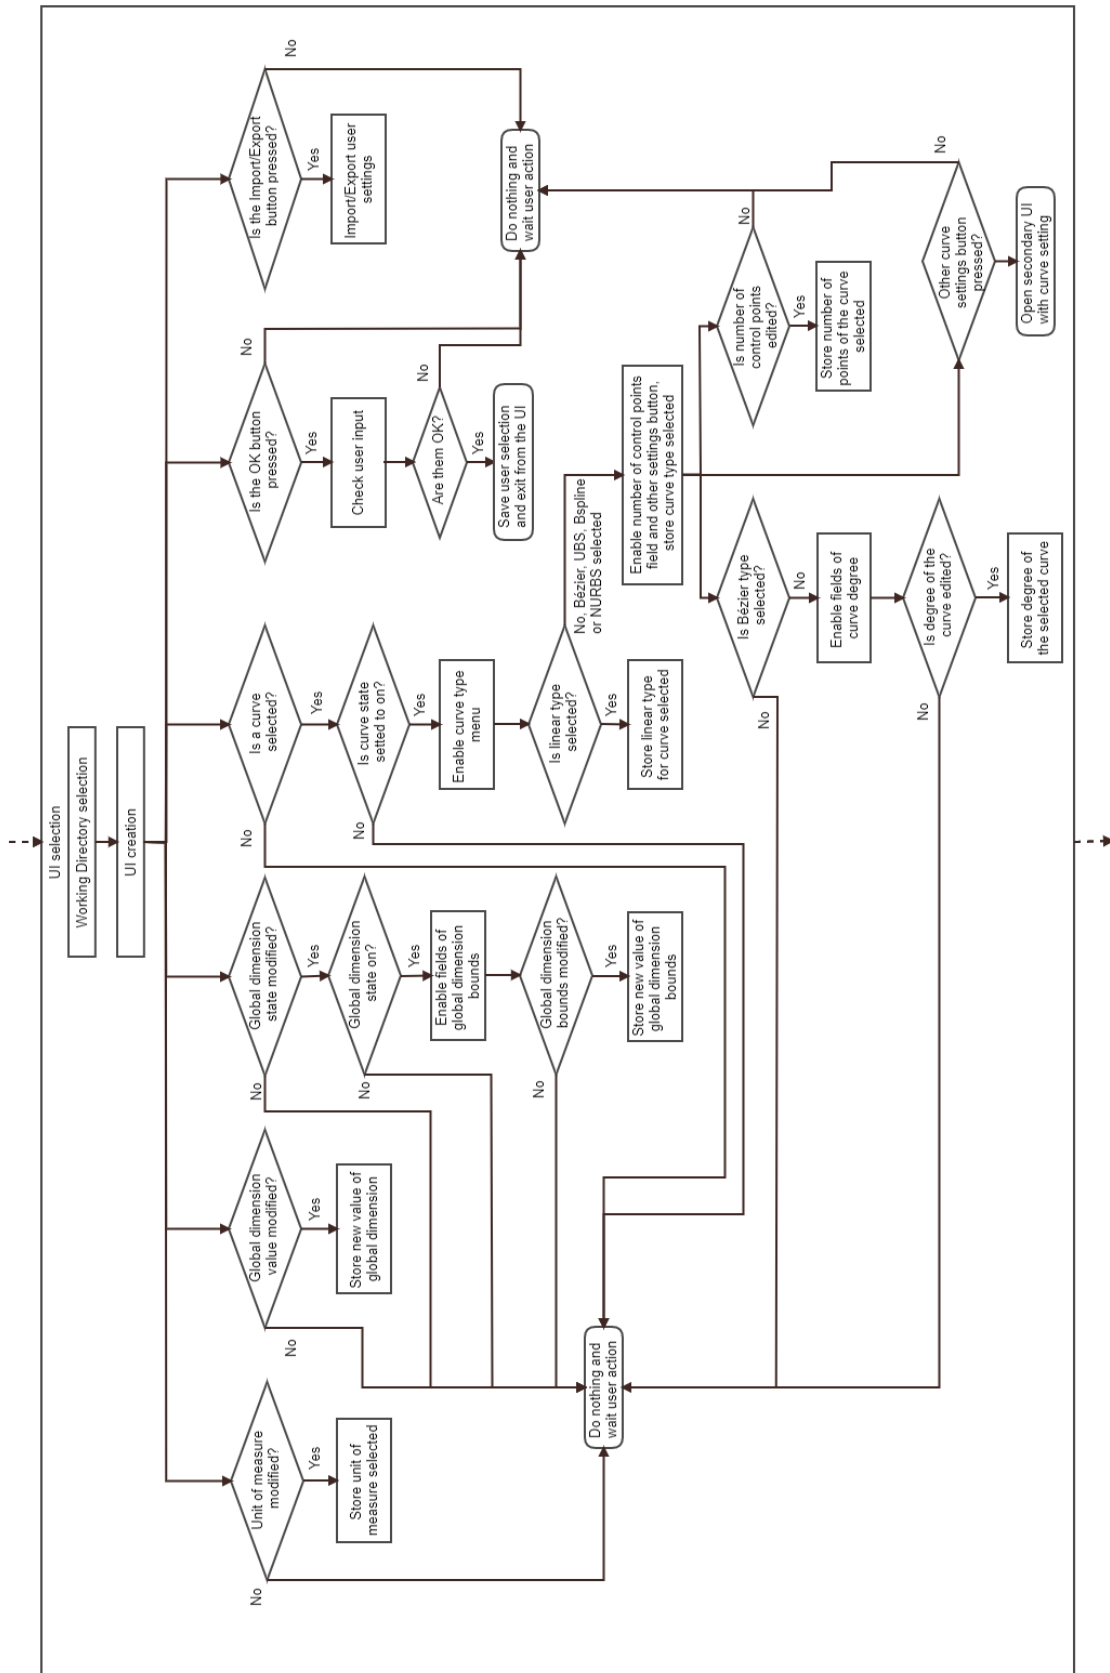 UI selection
Working Directory selection
UI creation
Unit of measure
modified?
No
Yes
Store unit of
measure selected
Global dimension
value modified?
No
Yes
Store new value of
global dimension
Global dimension
state modified?
No
Yes
Global dimension
state on?
No
Yes
Enable fields of
global dimension
bounds
Global dimension
bounds modified?
No
Yes
Store new value of
global dimension
bounds
Do nothing and
wait user action
Is a curve
selected?
No
Yes
Is curve state
setted to on?
No
Yes
Enable curve type
menu
Is linear type
selected?
Yes
Store linear type
for curve selected
No, Bézier, UBS, Bspline
or NURBS selected
Enable number of control points
field and other settings button,
store curve type selected
Is Bézier type
selected?
No
No
Enable fields of
curve degree
Is degree of the
curve edited?
No
Yes
Store degree of
the selected curve
Is number of
control points
edited?
No
Yes
Store number of
points of the curve
selected
Other curve
settings button
pressed?
No
Open secondary UI
with curve setting
Is the OK button
pressed?
No
Yes
Check user input
Are them OK?
No
Yes
Save user selection
and exit from the UI
Is the Import/Export
button pressed?
No
Yes
Import/Export user
settings
Do nothing and
wait user action